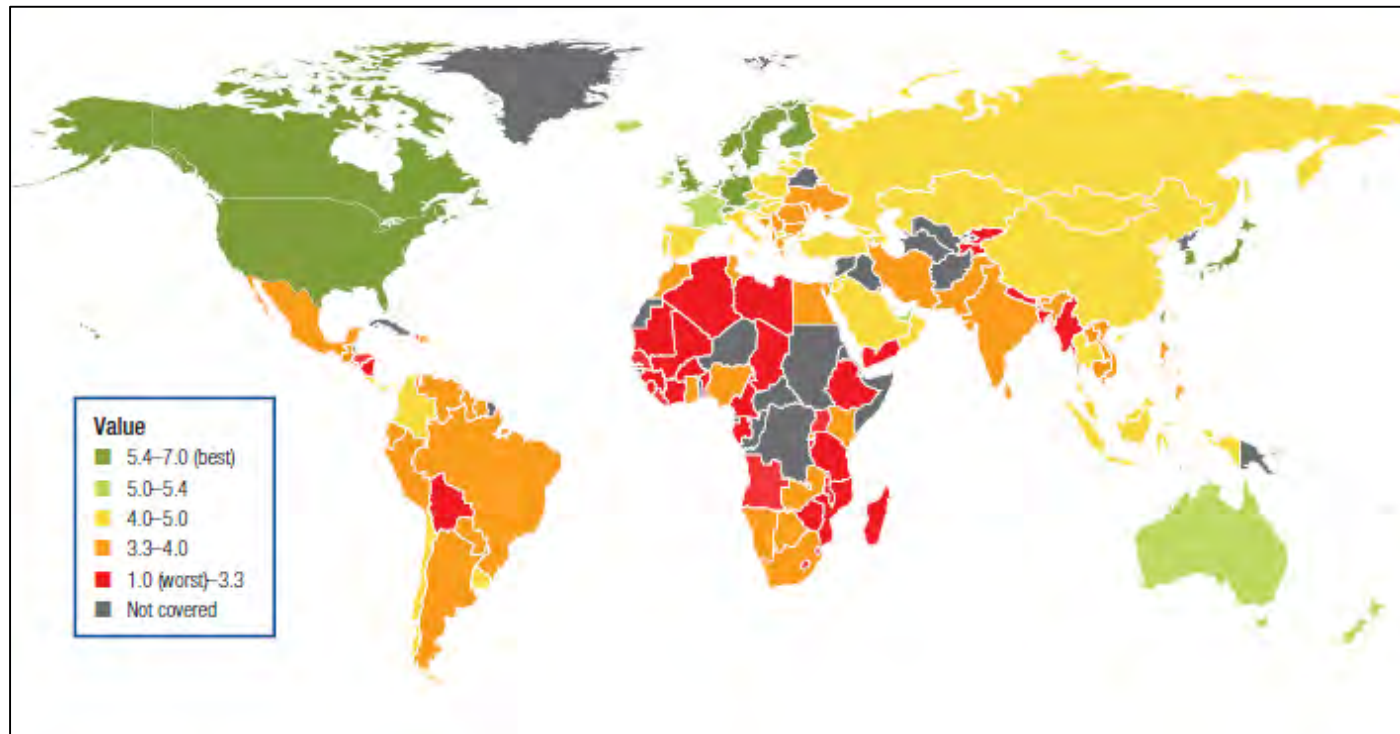 Value
5.4–7.0 (best)
5.0–5.4
4.0–5.0
3.3–4.0
1.0 (worst)–3.3
Not covered